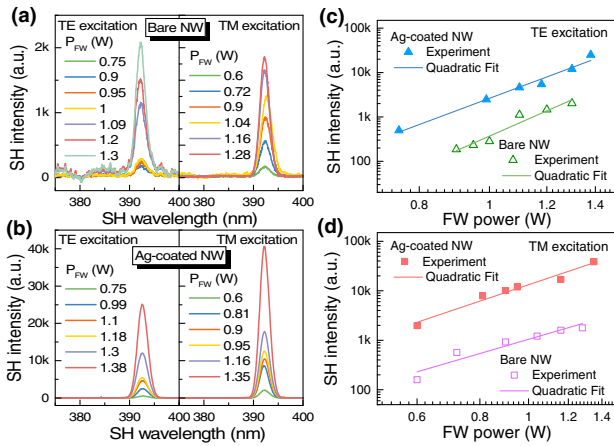 (a)
TE excitation
Bare NW
TM excitation
P_FW (W)
0.75
0.9
0.95
1
1.09
1.2
1.3
P_FW (W)
0.6
0.72
0.9
1.04
1.16
1.28
SH intensity (a.u.)
2k
1k
0
380
390
400
380
390
400
SH wavelength (nm)
SH wavelength (nm)
(b)
TE excitation
Ag-coated NW
TM excitation
P_FW (W)
0.75
0.99
1.1
1.18
1.3
1.38
P_FW (W)
0.6
0.81
0.9
0.95
1.16
1.35
SH intensity (a.u.)
40k
30k
20k
10k
0
380
390
400
380
390
400
SH wavelength (nm)
SH wavelength (nm)
(c)
Ag-coated NW
TE excitation
Experiment
Quadratic Fit
Bare NW
Experiment
Quadratic Fit
SH intensity (a.u.)
100k
10k
1k
100
0.8
1
1.2
1.4
FW power (W)
(d)
Ag-coated NW
TM excitation
Experiment
Quadratic Fit
Bare NW
Experiment
Quadratic Fit
SH intensity (a.u.)
100k
10k
1k
100
0.6
0.8
1
1.2
1.4
FW power (W)